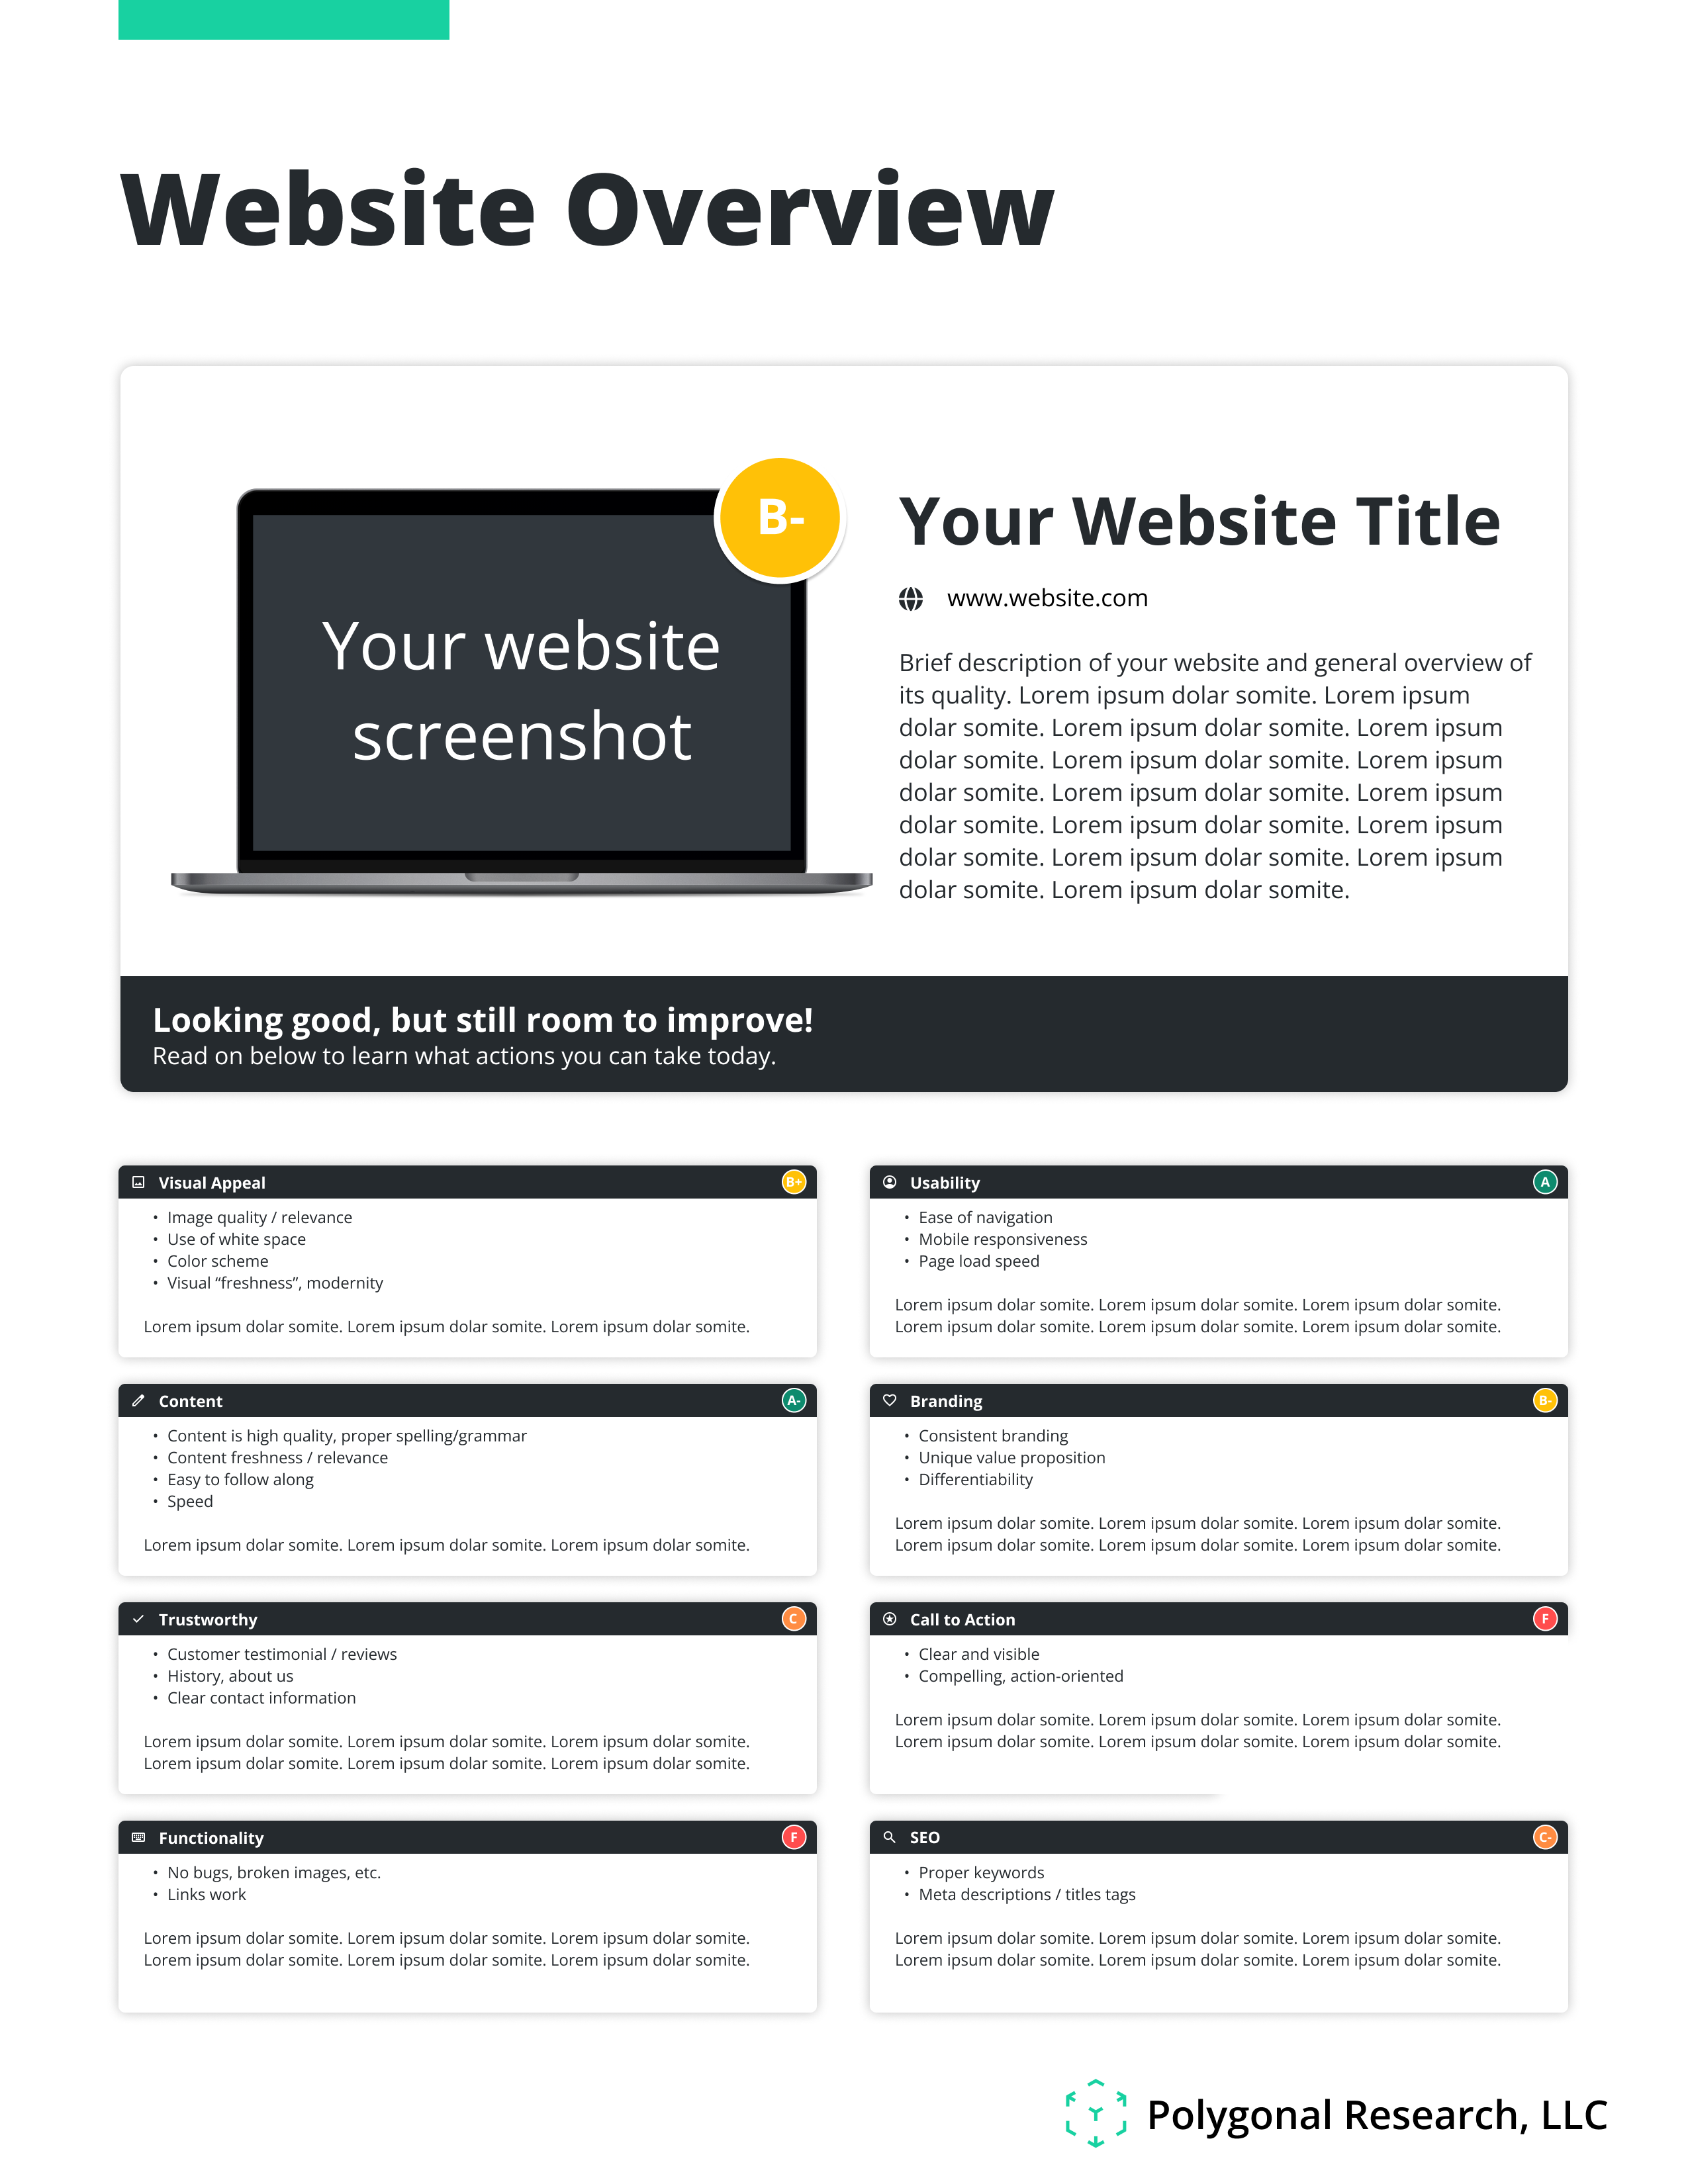 Website Overview
Your website
screenshot
B-
Your Website Title
www.website.com
Brief description of your website and general overview of
its quality. Lorem ipsum dolar somite. Lorem ipsum
dolar somite. Lorem ipsum dolar somite. Lorem ipsum
dolar somite. Lorem ipsum dolar somite. Lorem ipsum
dolar somite. Lorem ipsum dolar somite. Lorem ipsum
dolar somite. Lorem ipsum dolar somite. Lorem ipsum
dolar somite. Lorem ipsum dolar somite. Lorem ipsum
dolar somite. Lorem ipsum dolar somite.
Looking good, but still room to improve!
Read on below to learn what actions you can take today.
Visual Appeal B+
• Image quality / relevance
• Use of white space
• Color scheme
• Visual “freshness”, modernity
Lorem ipsum dolar somite. Lorem ipsum dolar somite. Lorem ipsum dolar somite.
Usability A
• Ease of navigation
• Mobile responsiveness
• Page load speed
Lorem ipsum dolar somite. Lorem ipsum dolar somite. Lorem ipsum dolar somite.
Lorem ipsum dolar somite. Lorem ipsum dolar somite. Lorem ipsum dolar somite.
Content A-
• Content is high quality, proper spelling/grammar
• Content freshness / relevance
• Easy to follow along
• Speed
Lorem ipsum dolar somite. Lorem ipsum dolar somite. Lorem ipsum dolar somite.
Branding B-
• Consistent branding
• Unique value proposition
• Differentiability
Lorem ipsum dolar somite. Lorem ipsum dolar somite. Lorem ipsum dolar somite.
Lorem ipsum dolar somite. Lorem ipsum dolar somite. Lorem ipsum dolar somite.
Trustworthy C
• Customer testimonial / reviews
• History, about us
• Clear contact information
Lorem ipsum dolar somite. Lorem ipsum dolar somite. Lorem ipsum dolar somite.
Lorem ipsum dolar somite. Lorem ipsum dolar somite. Lorem ipsum dolar somite.
Call to Action F
• Clear and visible
• Compelling, action-oriented
Lorem ipsum dolar somite. Lorem ipsum dolar somite. Lorem ipsum dolar somite.
Lorem ipsum dolar somite. Lorem ipsum dolar somite. Lorem ipsum dolar somite.
Functionality F
• No bugs, broken images, etc.
• Links work
Lorem ipsum dolar somite. Lorem ipsum dolar somite. Lorem ipsum dolar somite.
Lorem ipsum dolar somite. Lorem ipsum dolar somite. Lorem ipsum dolar somite.
SEO C-
• Proper keywords
• Meta descriptions / titles tags
Lorem ipsum dolar somite. Lorem ipsum dolar somite. Lorem ipsum dolar somite.
Lorem ipsum dolar somite. Lorem ipsum dolar somite. Lorem ipsum dolar somite.
Polygonal Research, LLC